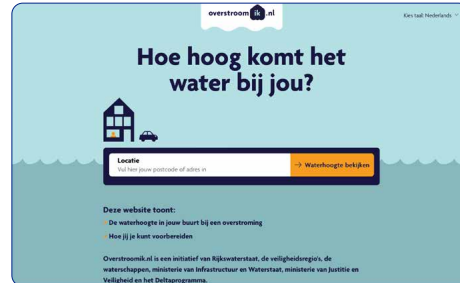 overstroom ik .nl
Kies taal: Nederlands
Hoe hoog komt het
water bij jou?
Locatie
Vul hier jouw postcode of adres in
→ Waterhoogte bekijken
Deze website toont:
De waterhoogte in jouw buurt bij een overstroming
Hoe jij je kunt voorbereiden
Overstroomik.nl is een initiatief van Rijkswaterstaat, de veiligheidsregio's, de
waterschappen, ministerie van Infrastructuur en Waterstaat, ministerie van Justitie en
Veiligheid en het Deltaprogramma.